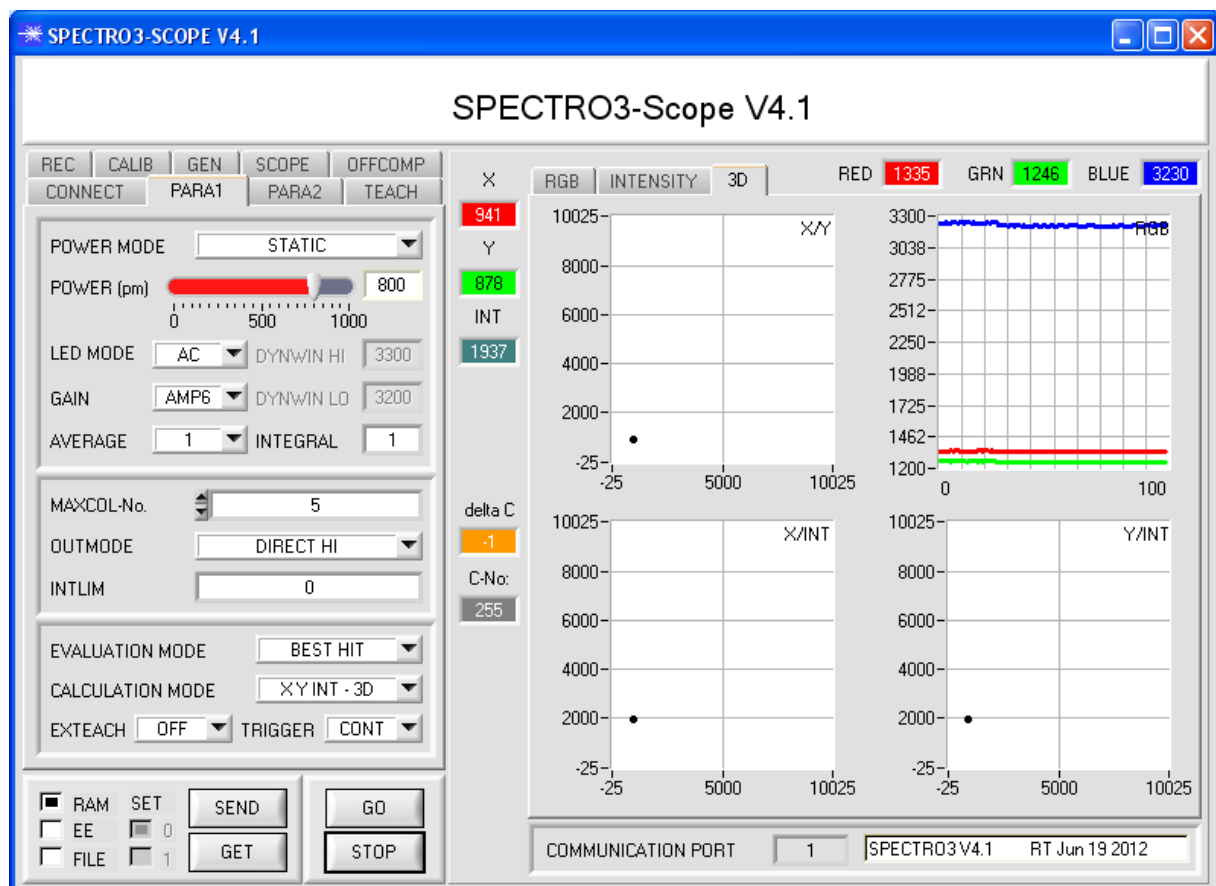 SPECTRO3-SCOPE V4.1
SPECTRO3-Scope V4.1
REC CALIB GEN SCOPE OFFCOMP
CONNECT PARA1 PARA2 TEACH
POWER MODE STATIC
POWER (pm) 800
0 500 1000
LED MODE AC DYNWIN HI 3300
GAIN AMP6 DYNWIN LO 3200
AVERAGE 1 INTEGRAL 1
MAXCOL-No. 5
OUTMODE DIRECT HI
INTLIM 0
EVALUATION MODE BEST HIT
CALCULATION MODE X Y INT - 3D
EXTEACH OFF TRIGGER CONT
RAM SET
EE 0
FILE 1
SEND
GET
GO
STOP
X
941
Y
878
INT
1937
delta C
-1
C-No:
255
RGB INTENSITY 3D
RED 1335 GRN 1246 BLUE 3230
X/Y
10025
8000
6000
4000
2000
-25
-25 5000 10025
RGB
3300
3038
2775
2512
2250
1988
1725
1462
1200
0 100
X/INT
10025
8000
6000
4000
2000
-25
-25 5000 10025
Y/INT
10025
8000
6000
4000
2000
-25
-25 5000 10025
COMMUNICATION PORT 1
SPECTRO3 V4.1 RT Jun 19 2012